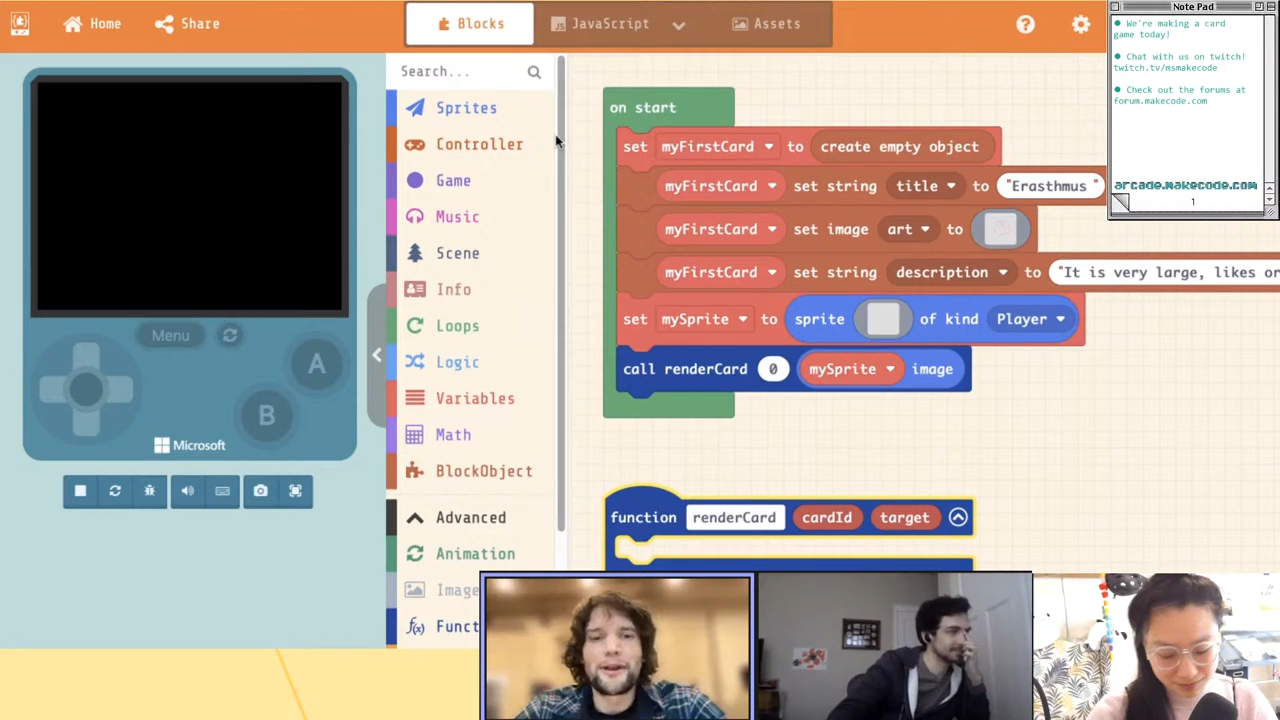 Home
Share
Blocks
JavaScript
Assets
Note Pad
We're making a card
game today!
Chat with us on twitch!
twitch.tv/msmakecode
Check out the forums at
forum.makecode.com
arcade.makecode.com
1
Menu
A
B
Microsoft
Search...
Sprites
Controller
Game
Music
Scene
Info
Loops
Logic
Variables
Math
BlockObject
Advanced
Animation
Image
Funct
on start
set myFirstCard to create empty object
myFirstCard set string title to "Erasthmus "
myFirstCard set image art to
myFirstCard set string description to "It is very large, likes or
set mySprite to sprite of kind Player
call renderCard 0 mySprite image
function renderCard cardId target